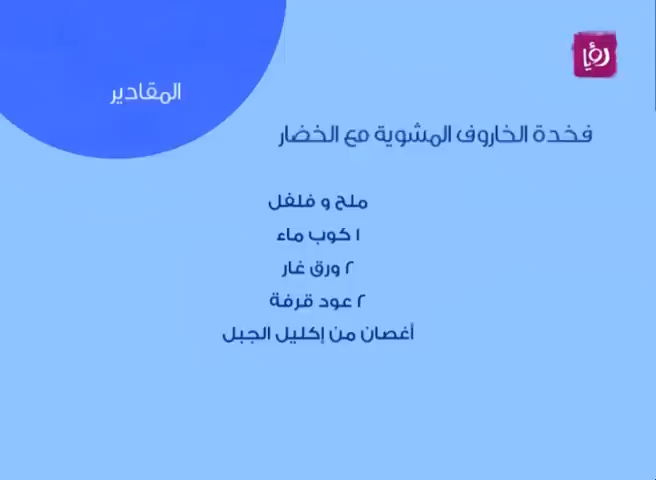 رؤيا
المقادير
فخدة الخاروف المشوية مع الخضار
ملح و فلفل
١ كوب ماء
٢ ورق غار
٢ عود قرفة
أغصان من إكليل الجبل